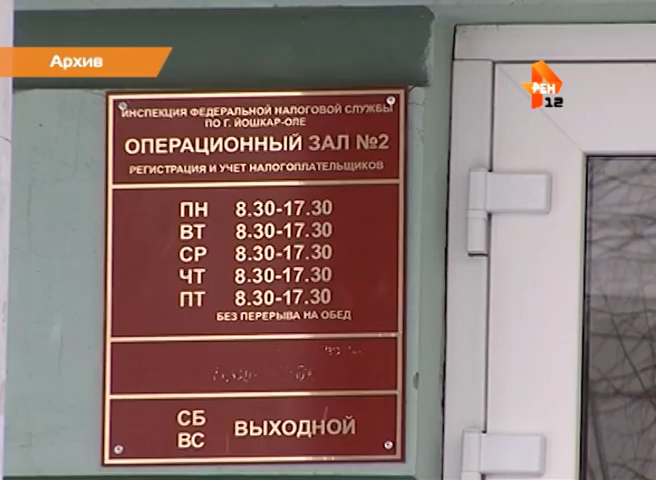 Архив
РЕН
12
ИНСПЕКЦИЯ ФЕДЕРАЛЬНОЙ НАЛОГОВОЙ СЛУЖБЫ
ПО Г. ЙОШКАР-ОЛЕ
ОПЕРАЦИОННЫЙ ЗАЛ №2
РЕГИСТРАЦИЯ И УЧЕТ НАЛОГОПЛАТЕЛЬЩИКОВ
ПН 8.30-17.30
ВТ 8.30-17.30
СР 8.30-17.30
ЧТ 8.30-17.30
ПТ 8.30-17.30
БЕЗ ПЕРЕРЫВА НА ОБЕД
СБ
ВС ВЫХОДНОЙ